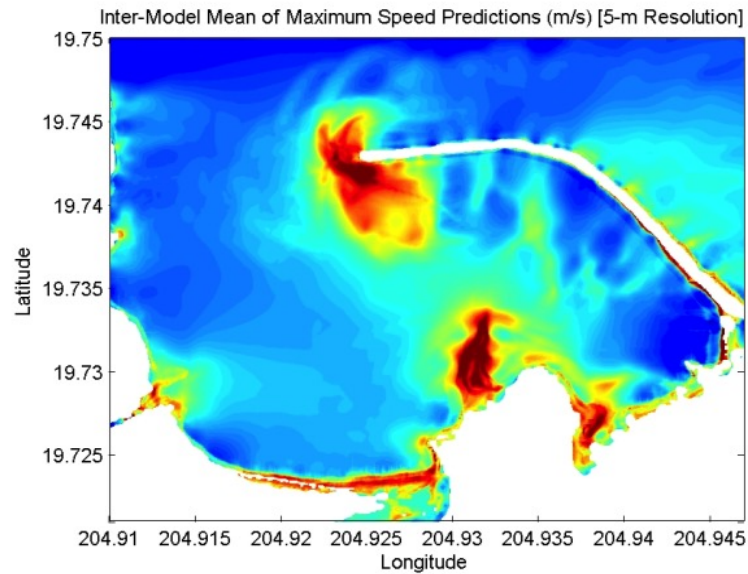 Inter-Model Mean of Maximum Speed Predictions (m/s) [5-m Resolution]
19.75
19.745
19.74
19.735
19.73
19.725
Latitude
204.91 204.915 204.92 204.925 204.93 204.935 204.94 204.945
Longitude